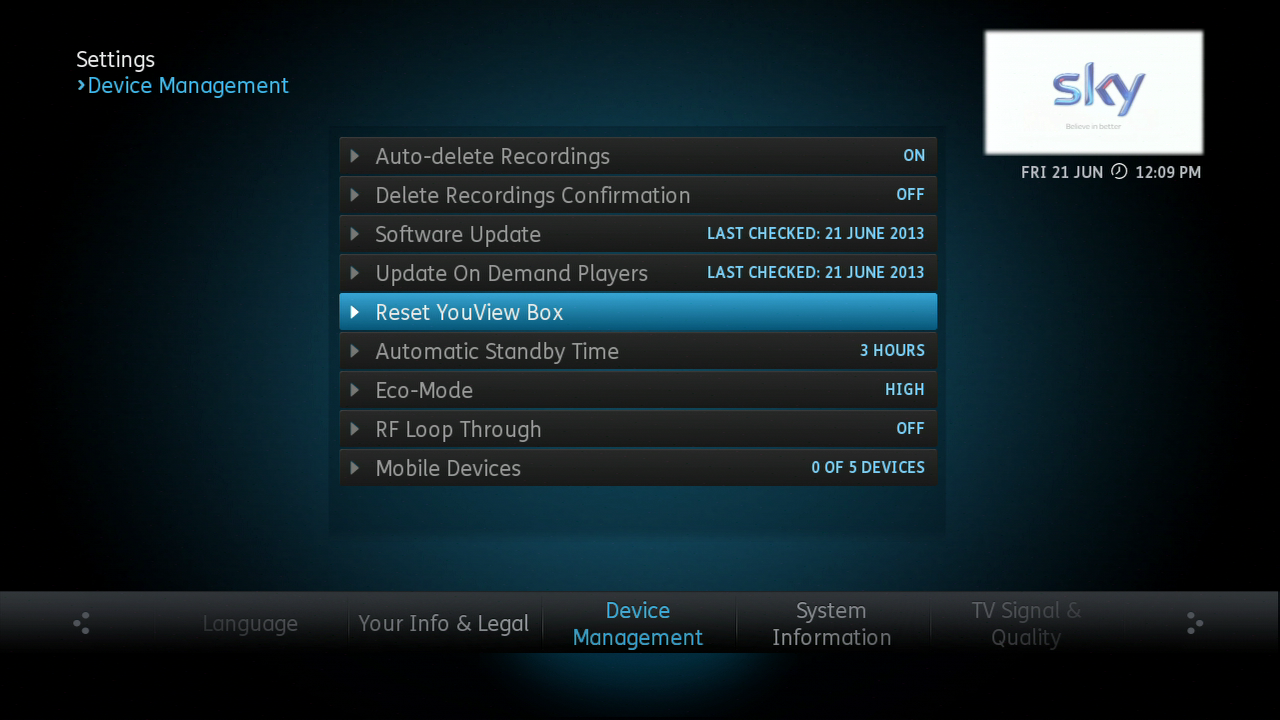 Settings
›Device Management
sky
Believe in better
FRI 21 JUN 12:09 PM
Auto-delete Recordings ON
Delete Recordings Confirmation OFF
Software Update LAST CHECKED: 21 JUNE 2013
Update On Demand Players LAST CHECKED: 21 JUNE 2013
Reset YouView Box
Automatic Standby Time 3 HOURS
Eco-Mode HIGH
RF Loop Through OFF
Mobile Devices 0 OF 5 DEVICES
Language
Your Info & Legal
Device
Management
System
Information
TV Signal &
Quality